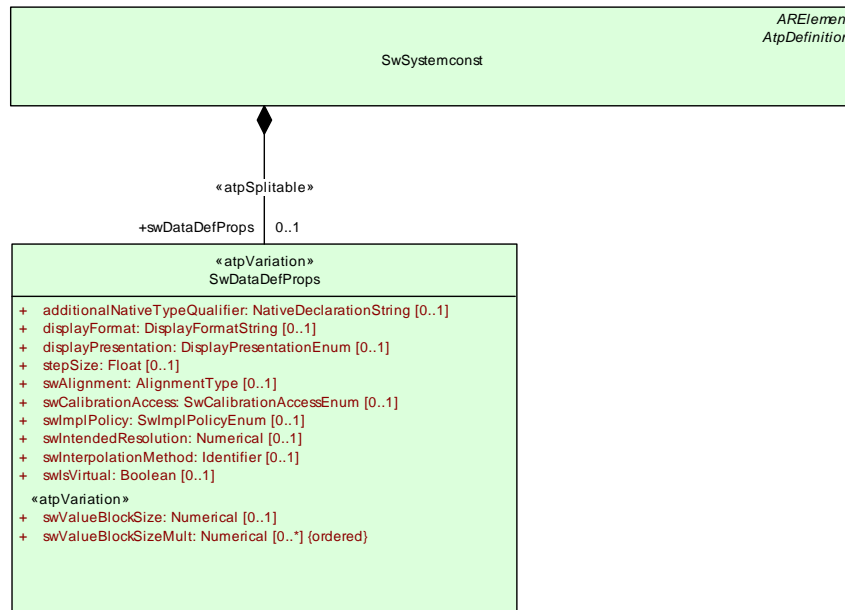 ARElemen
AtpDefinition
SwSystemconst
«atpSplitable»
+swDataDefProps 0..1
«atpVariation»
SwDataDefProps
+ additionalNativeTypeQualifier: NativeDeclarationString [0..1]
+ displayFormat: DisplayFormatString [0..1]
+ displayPresentation: DisplayPresentationEnum [0..1]
+ stepSize: Float [0..1]
+ swAlignment: AlignmentType [0..1]
+ swCalibrationAccess: SwCalibrationAccessEnum [0..1]
+ swImplPolicy: SwImplPolicyEnum [0..1]
+ swIntendedResolution: Numerical [0..1]
+ swInterpolationMethod: Identifier [0..1]
+ swIsVirtual: Boolean [0..1]
«atpVariation»
+ swValueBlockSize: Numerical [0..1]
+ swValueBlockSizeMult: Numerical [0..*] {ordered}